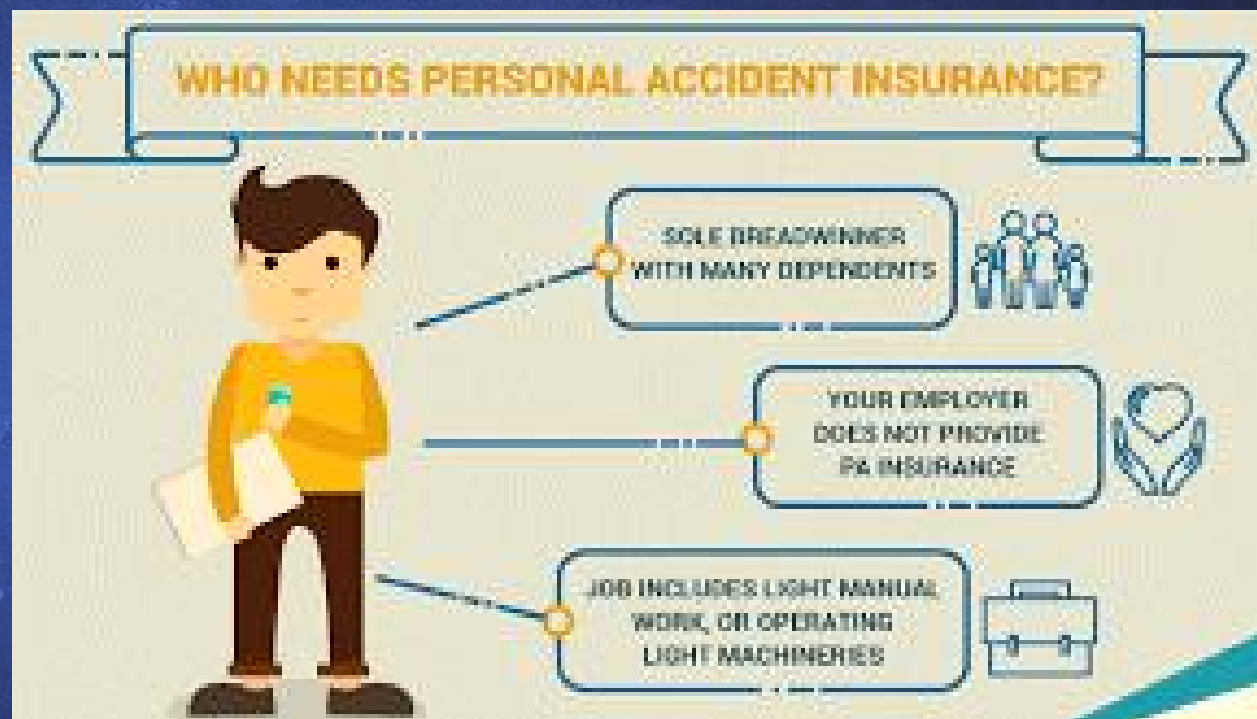 WHO NEEDS PERSONAL ACCIDENT INSURANCE?
SOLE BREADWINNER
WITH MANY DEPENDENTS
YOUR EMPLOYER
DOES NOT PROVIDE
PA INSURANCE
JOB INCLUDES LIGHT MANUAL
WORK, OR OPERATING
LIGHT MACHINERIES